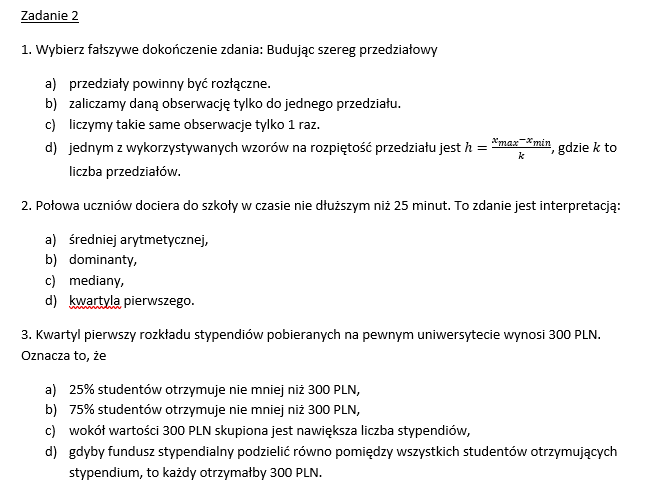 Zadanie 2
1. Wybierz fałszywe dokończenie zdania: Budując szereg przedziałowy
a) przedziały powinny być rozłączne.
b) zaliczamy daną obserwację tylko do jednego przedziału.
c) liczymy takie same obserwacje tylko 1 raz.
d) jednym z wykorzystywanych wzorów na rozpiętość przedziału jest h = \frac{x_{max}-x_{min}}{k}, gdzie k to
liczba przedziałów.
2. Połowa uczniów dociera do szkoły w czasie nie dłuższym niż 25 minut. To zdanie jest interpretacją:
a) średniej arytmetycznej,
b) dominanty,
c) mediany,
d) kwartyla pierwszego.
3. Kwartyl pierwszy rozkładu stypendiów pobieranych na pewnym uniwersytecie wynosi 300 PLN.
Oznacza to, że
a) 25% studentów otrzymuje nie mniej niż 300 PLN,
b) 75% studentów otrzymuje nie mniej niż 300 PLN,
c) wokół wartości 300 PLN skupiona jest nawiększa liczba stypendiów,
d) gdyby fundusz stypendialny podzielić równo pomiędzy wszystkich studentów otrzymujących
stypendium, to każdy otrzymałby 300 PLN.